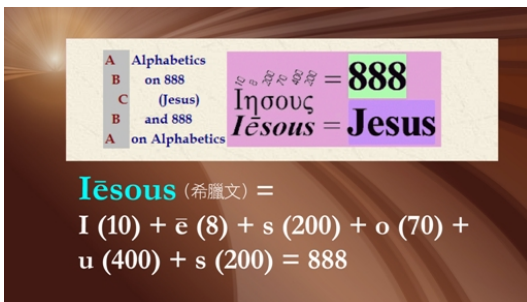 A Alphabetics
B on 888
C (Jesus)
B and 888
A on Alphabetics
= 888
Ιησους
Iēsous = Jesus
Iēsous (希臘文) =
I (10) + ē (8) + s (200) + o (70) +
u (400) + s (200) = 888